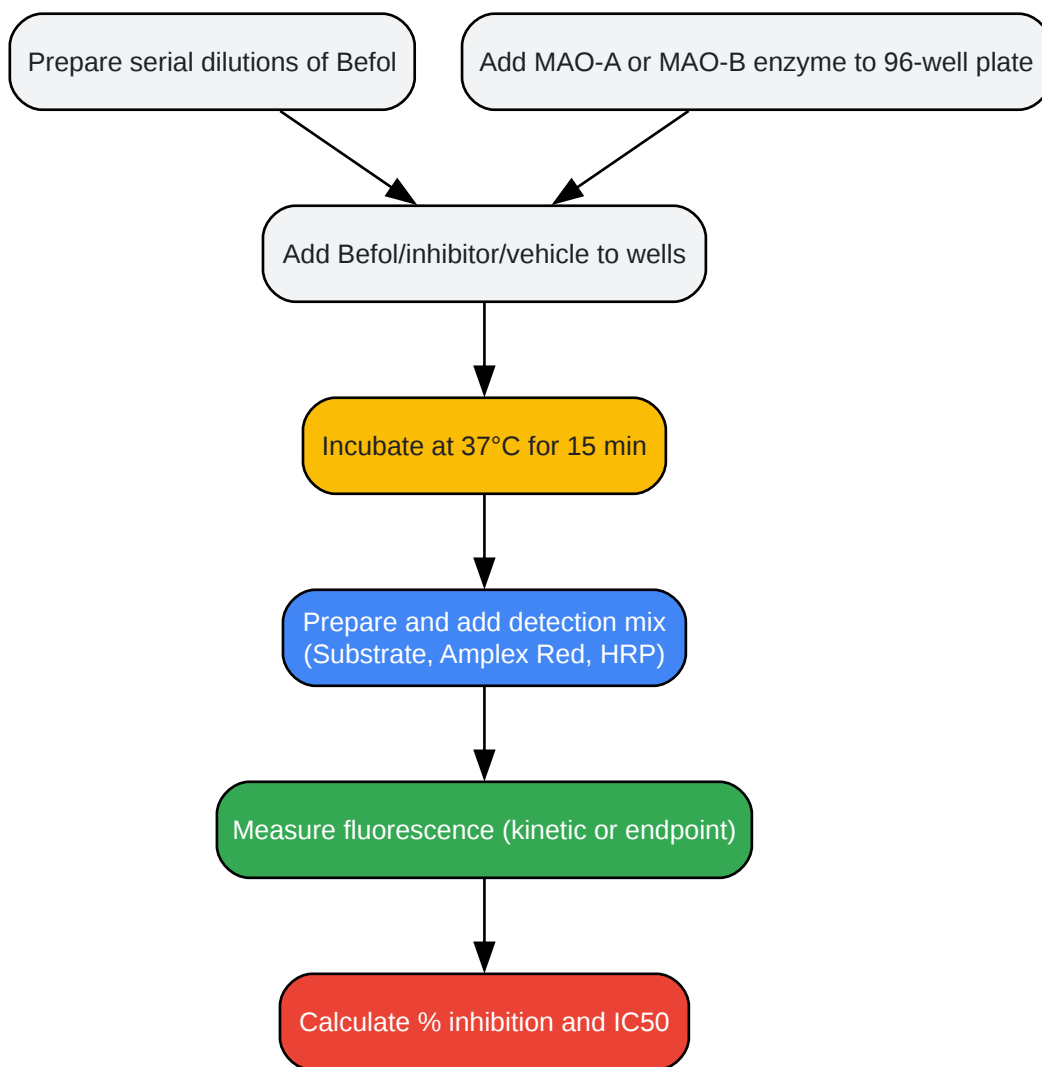 Prepare serial dilutions of Befol
Add MAO-A or MAO-B enzyme to 96-well plate
Add Befol/inhibitor/vehicle to wells
Incubate at 37°C for 15 min
Prepare and add detection mix
(Substrate, Amplex Red, HRP)
Measure fluorescence (kinetic or endpoint)
Calculate % inhibition and IC50